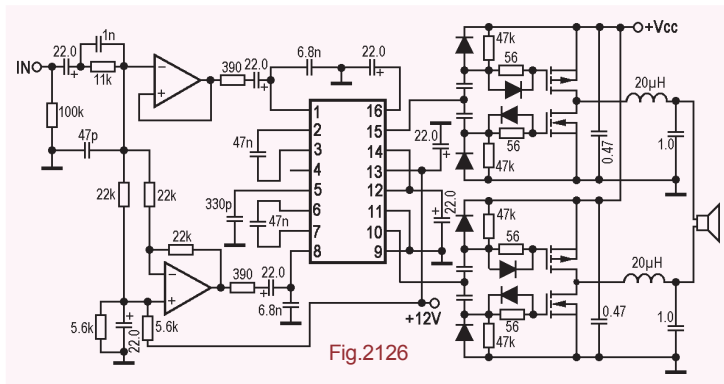 1n
22.0
IN
11k
100k
47p
22k
22k
22k
5.6k
22.0
5.6k
390
22.0
6.8n
22.0
47n
330p
47n
390
22.0
6.8n
1
2
3
4
5
6
7
8
16
15
14
13
12
11
10
9
22.0
22.0
+12V
Fig.2126
+Vcc
47k
56
56
47k
0.47
20µH
1.0
47k
56
56
47k
0.47
20µH
1.0